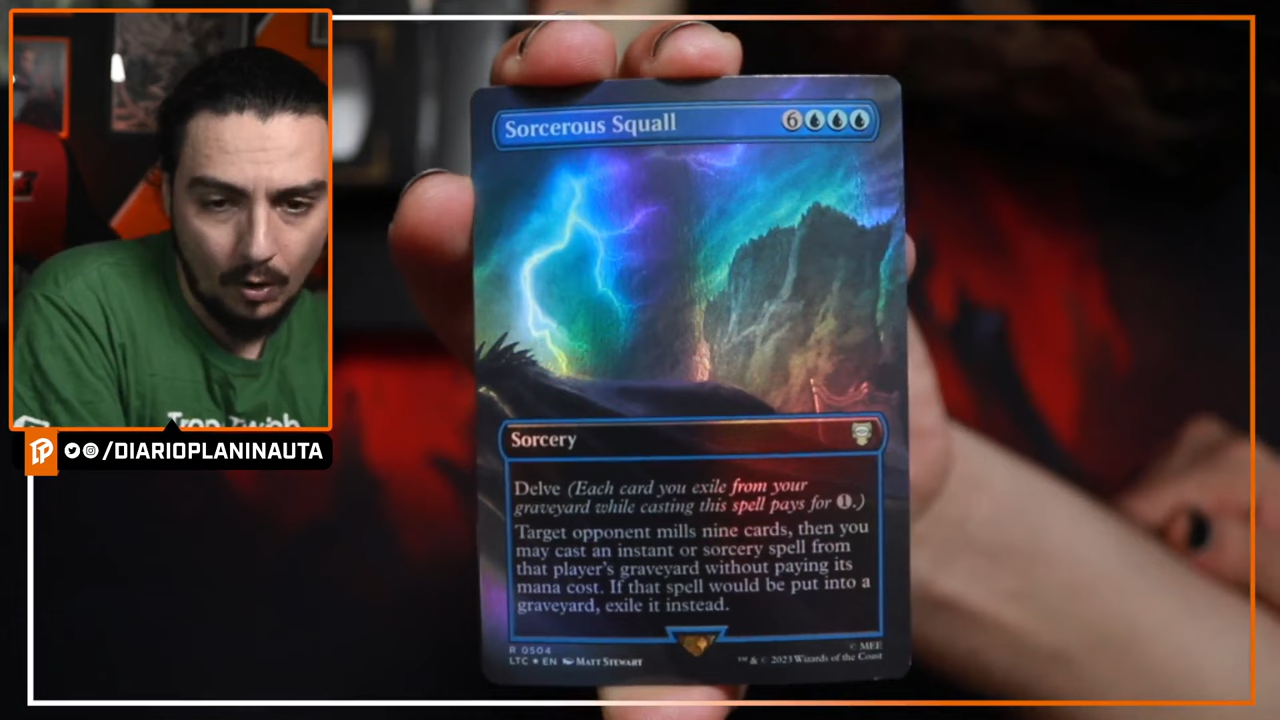 Sorcerous Squall 6
Sorcery
Delve (Each card you exile from your
graveyard while casting this spell pays for 1.)
Target opponent mills nine cards, then you
may cast an instant or sorcery spell from
that player's graveyard without paying its
mana cost. If that spell would be put into a
graveyard, exile it instead.
R 0504
LTC ★ EN MATT STEWART
© MEE
™ & © 2023 Wizards of the Coast
/DIARIOPLANINAUTA